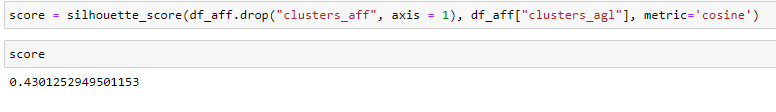 score = silhouette_score(df_aff.drop("clusters_aff", axis = 1), df_aff["clusters_agl"], metric='cosine')
score
0.4301252949501153